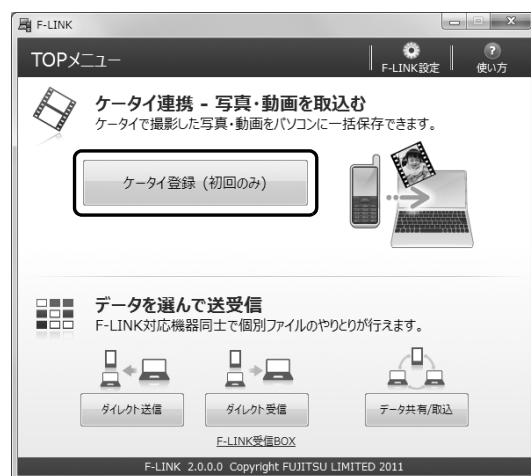 F-LINK
TOPメニュー
F-LINK設定
?
使い方
ケータイ連携 - 写真・動画を取込む
ケータイで撮影した写真・動画をパソコンに一括保存できます。
ケータイ登録 (初回のみ)
データを選んで送受信
F-LINK対応機器同士で個別ファイルのやりとりが行えます。
ダイレクト送信
ダイレクト受信
データ共有/取込
F-LINK受信BOX
F-LINK 2.0.0.0 Copyright FUJITSU LIMITED 2011